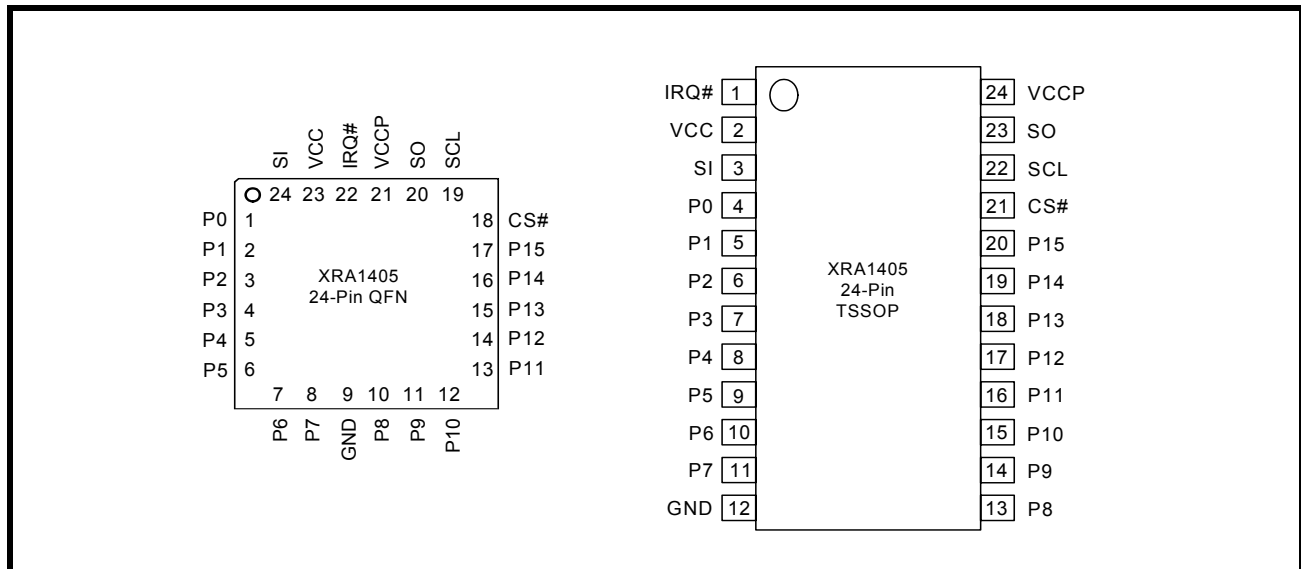 SI VCC IRQ# VCCP SO SCL
24 23 22 21 20 19
P0 1 18 CS#
P1 2 17 P15
P2 3 16 P14
P3 4 15 P13
P4 5 14 P12
P5 6 13 P11
XRA1405
24-Pin QFN
7 8 9 10 11 12
P6 P7 GND P8 P9 P10
IRQ# 1 24 VCCP
VCC 2 23 SO
SI 3 22 SCL
P0 4 21 CS#
P1 5 20 P15
P2 6 19 P14
P3 7 18 P13
P4 8 17 P12
P5 9 16 P11
P6 10 15 P10
P7 11 14 P9
GND 12 13 P8
XRA1405
24-Pin
TSSOP